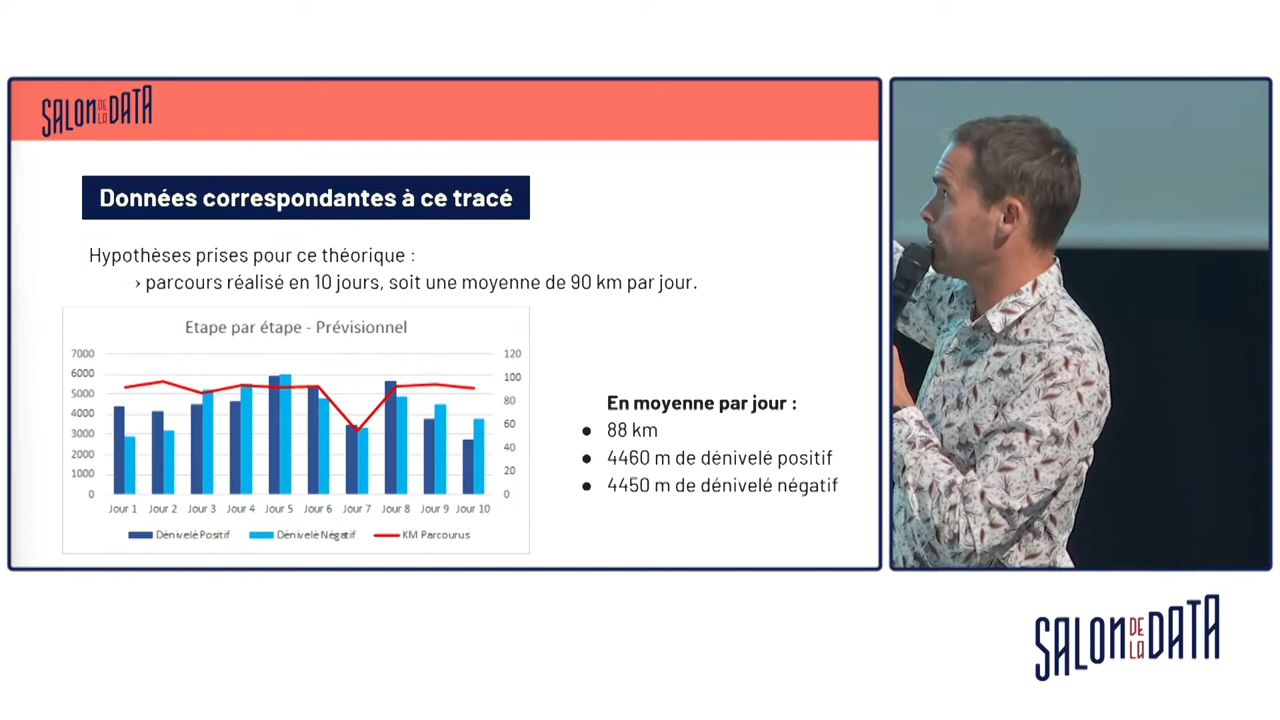 SALON DE LA DATA
Données correspondantes à ce tracé
Hypothèses prises pour ce théorique :
→ parcours réalisé en 10 jours, soit une moyenne de 90 km par jour.
Etape par étape - Prévisionnel
7000 120
6000 100
5000 80
4000
3000 60
2000 40
1000 20
0 0
Jour 1 Jour 2 Jour 3 Jour 4 Jour 5 Jour 6 Jour 7 Jour 8 Jour 9 Jour 10
Dénivelé Positif Dénivelé Négatif KM Parcourus
En moyenne par jour :
● 88 km
● 4460 m de dénivelé positif
● 4450 m de dénivelé négatif
SALON DE LA DATA